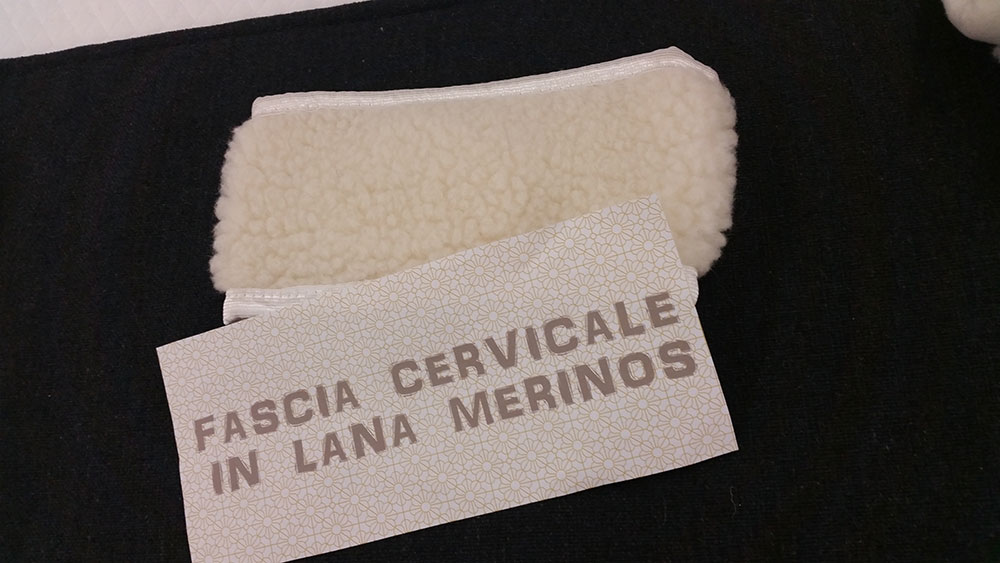 FASCIA CERVICALE
IN LANA MERINOS